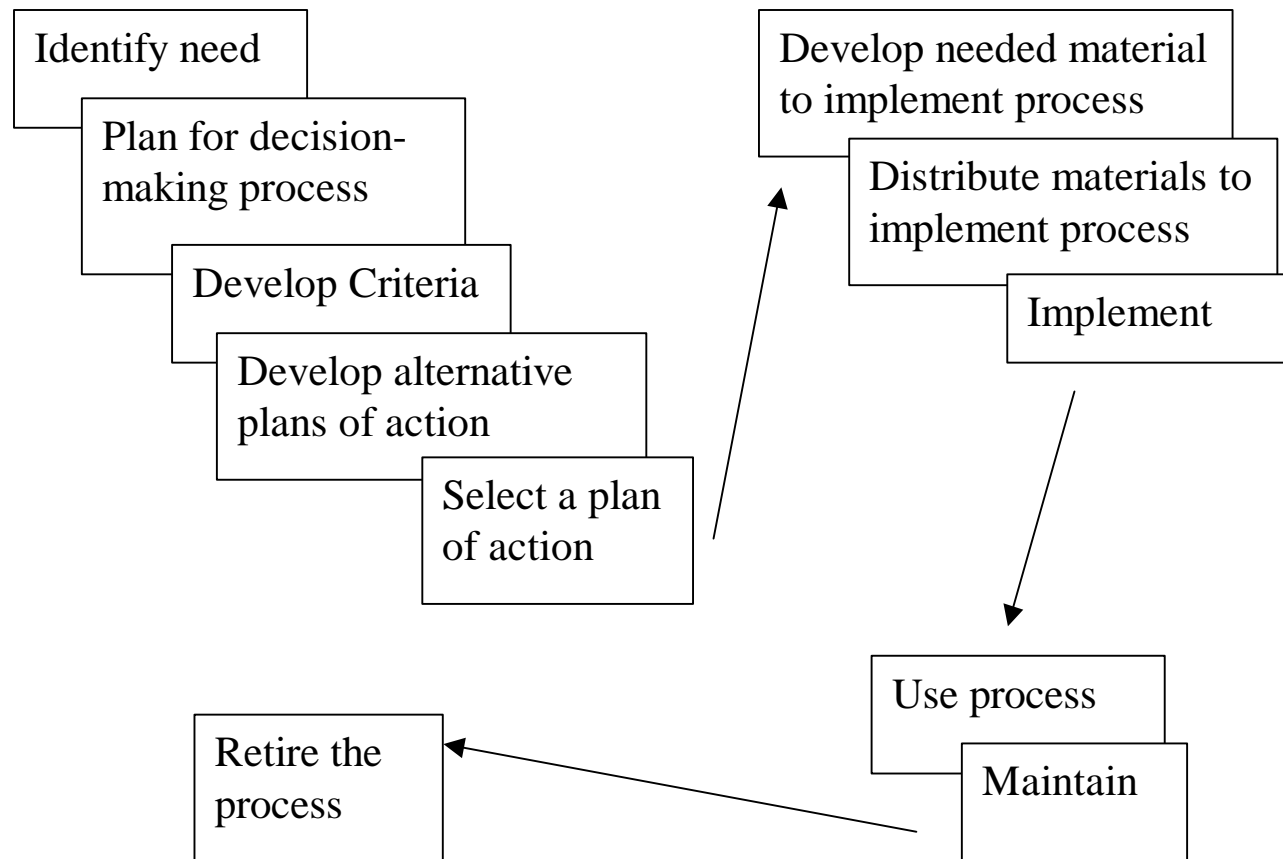 Identify need
Plan for decision-
making process
Develop Criteria
Develop alternative
plans of action
Select a plan
of action
Develop needed material
to implement process
Distribute materials to
implement process
Implement
Use process
Maintain
Retire the
process